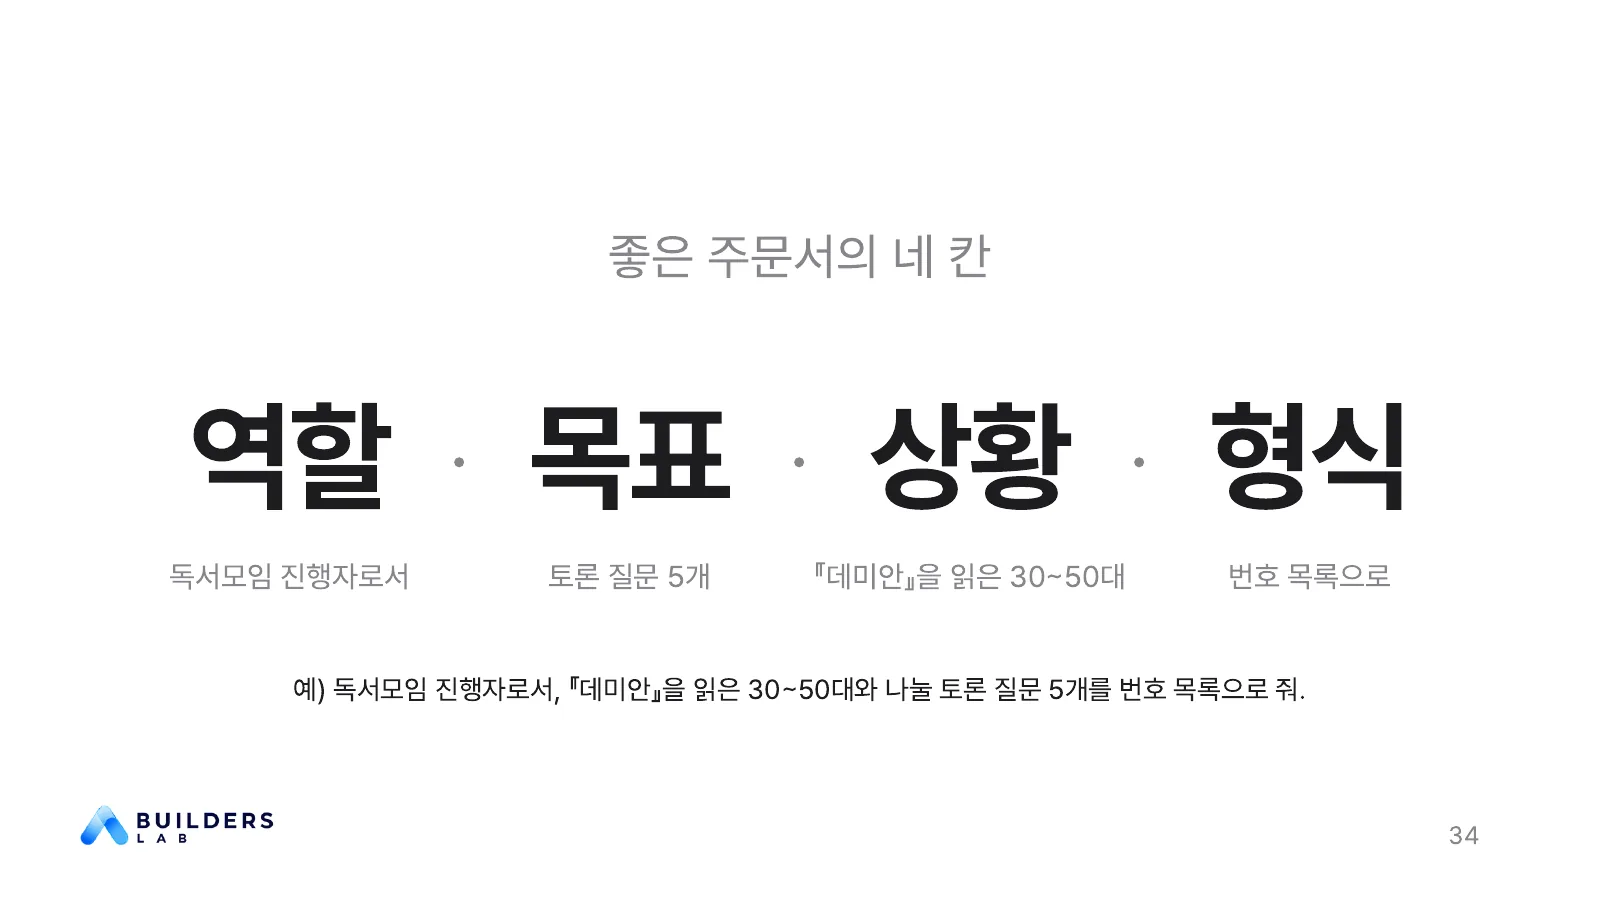 좋은 주문서의 네 칸
역할 · 목표 · 상황 · 형식
독서모임 진행자로서 토론 질문 5개 『데미안』을 읽은 30~50대 번호 목록으로
예) 독서모임 진행자로서, 『데미안』을 읽은 30~50대와 나눌 토론 질문 5개를 번호 목록으로 줘.
BUILDERS
LAB
34